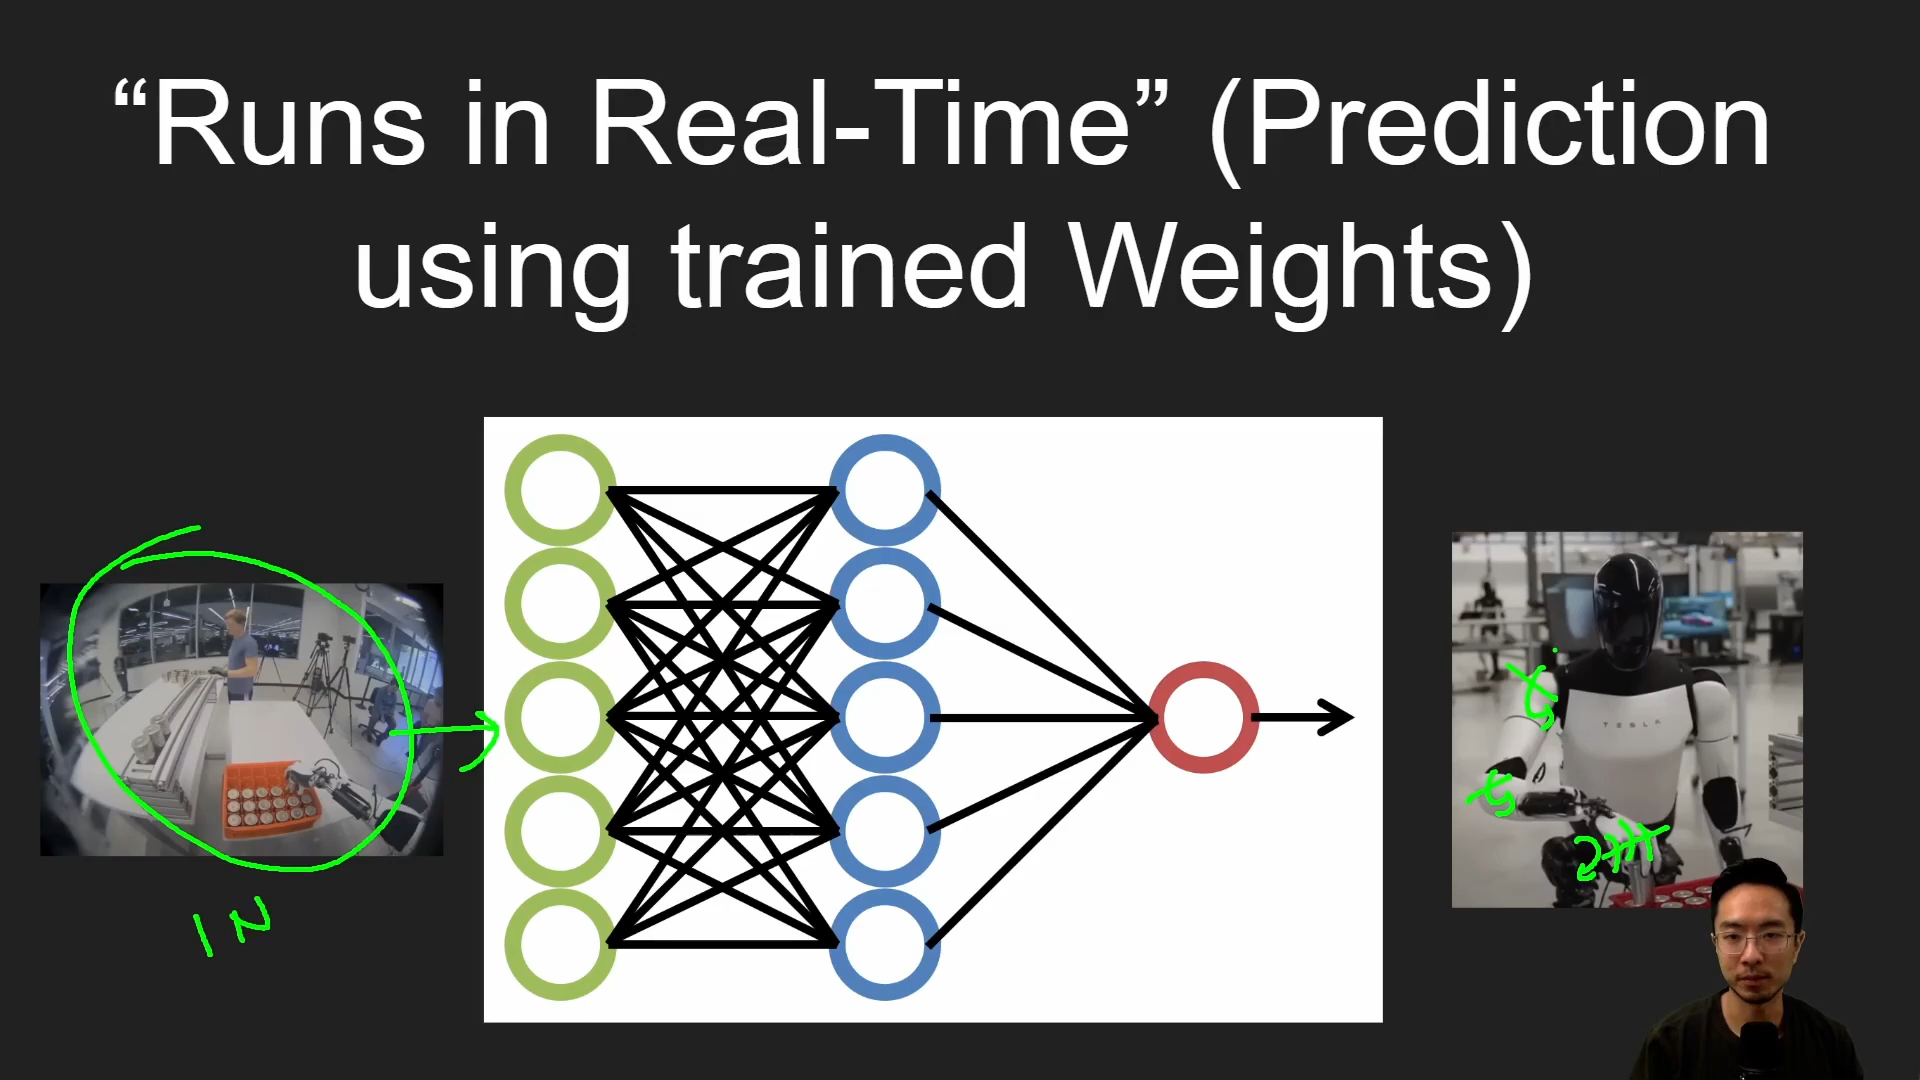 “Runs in Real-Time” (Prediction
using trained Weights)
TESLA
IN